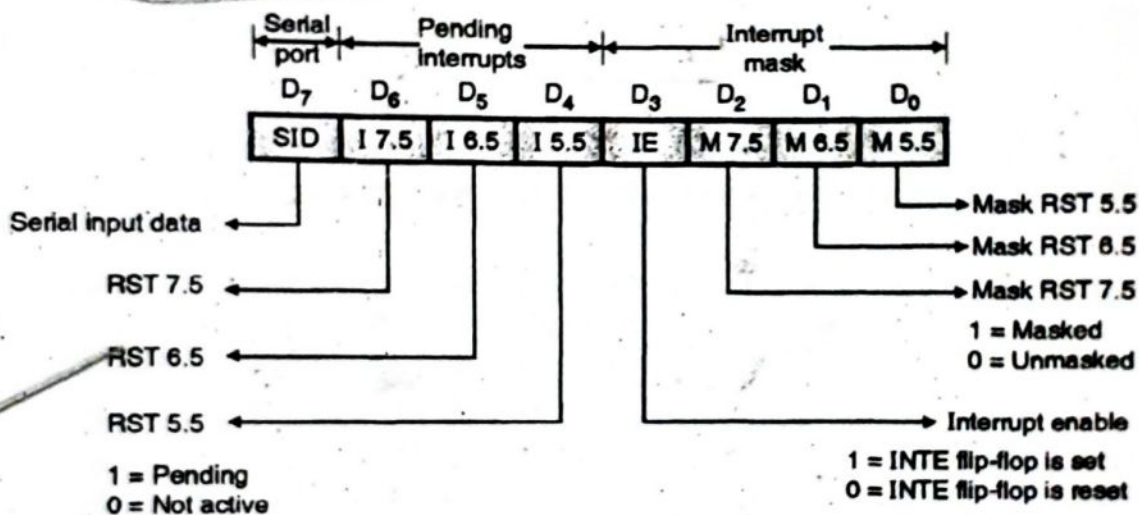 Serial port
Pending interrupts
Interrupt mask
D7 D6 D5 D4 D3 D2 D1 D0
SID I 7.5 I 6.5 I 5.5 IE M 7.5 M 6.5 M 5.5
Serial input data
RST 7.5
RST 6.5
RST 5.5
1 = Pending
0 = Not active
Mask RST 5.5
Mask RST 6.5
Mask RST 7.5
1 = Masked
0 = Unmasked
Interrupt enable
1 = INTE flip-flop is set
0 = INTE flip-flop is reset